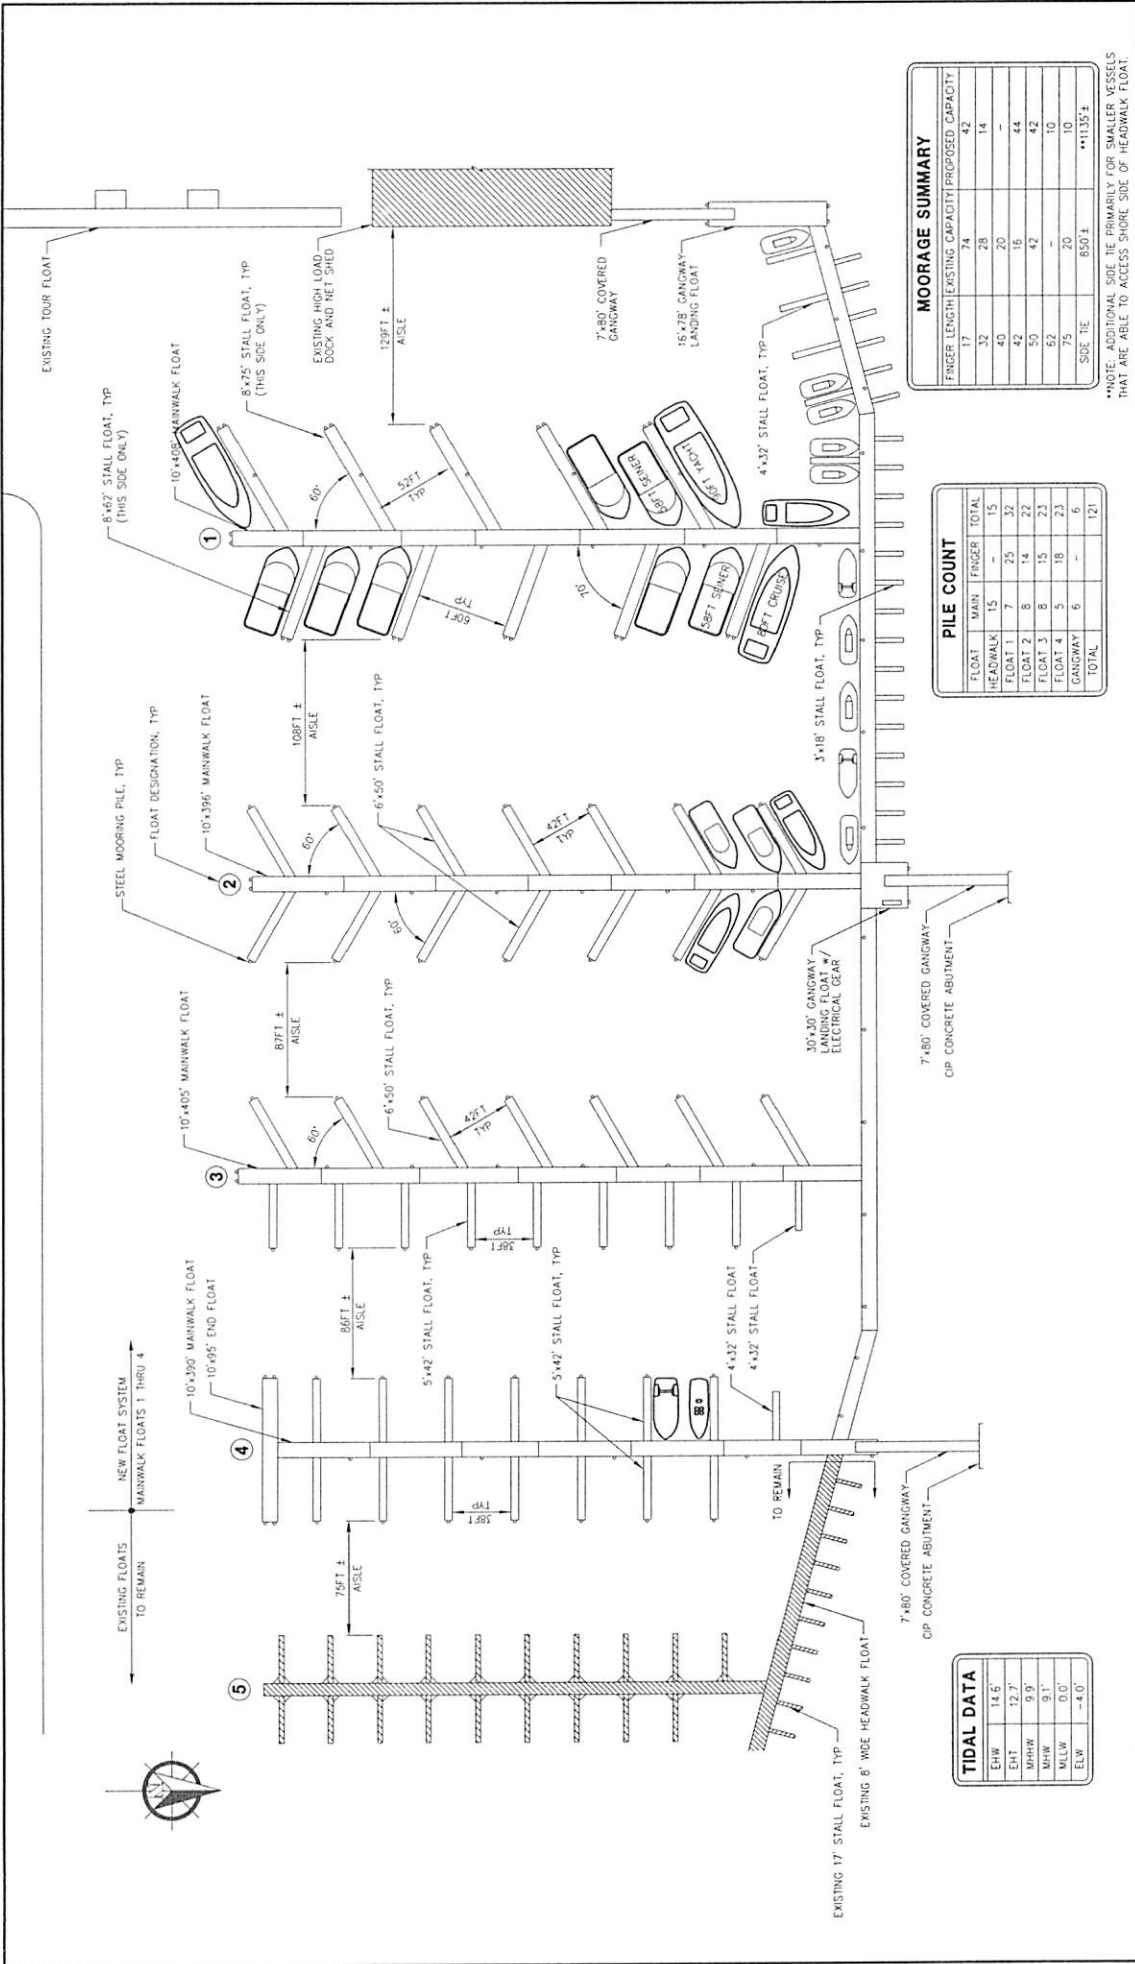 EXISTING FLOATS
TO REMAIN
NEW FLOAT SYSTEM
MAINWALK FLOATS 1 THRU 4
N
5
4
3
2
1
75FT ±
AISLE
10'x390' MAINWALK FLOAT
10'x95' END FLOAT
38FT
TYP
86FT ±
AISLE
5'x42' STALL FLOAT, TYP
5'x42' STALL FLOAT, TYP
4'x32' STALL FLOAT
4'x32' STALL FLOAT
TO REMAIN
38FT
TYP
10'x405' MAINWALK FLOAT
60°
6'x50' STALL FLOAT, TYP
42FT
TYP
87FT ±
AISLE
STEEL MOORING PILE, TYP
FLOAT DESIGNATION, TYP
10'x396' MAINWALK FLOAT
60°
60°
6'x50' STALL FLOAT, TYP
42FT
TYP
108FT ±
AISLE
8'x62' STALL FLOAT, TYP
(THIS SIDE ONLY)
10'x408' MAINWALK FLOAT
8'x75' STALL FLOAT, TYP
(THIS SIDE ONLY)
60°
52FT
TYP
60FT
TYP
70°
58FT SEINER
80FT CRUISE
SEINER
YACHT
129FT ±
AISLE
EXISTING TOUR FLOAT
EXISTING HIGH LOAD
DOCK AND NET SHED
7'x80' COVERED
GANGWAY
16'x78' GANGWAY
LANDING FLOAT
4'x32' STALL FLOAT, TYP
3'x18' STALL FLOAT, TYP
30'x30' GANGWAY
LANDING FLOAT w/
ELECTRICAL GEAR
7'x80' COVERED GANGWAY
CIP CONCRETE ABUTMENT
7'x80' COVERED GANGWAY
CIP CONCRETE ABUTMENT
EXISTING 17' STALL FLOAT, TYP
EXISTING 8' WIDE HEADWALK FLOAT
TIDAL DATA
EHW 14.6'
EHT 12.7'
MHHW 9.9'
MHW 9.1'
MLLW 0.0'
ELW -4.0'
PILE COUNT
FLOAT MAIN FINGER TOTAL
HEADWALK 15 - 15
FLOAT 1 7 25 32
FLOAT 2 8 14 22
FLOAT 3 8 15 23
FLOAT 4 5 18 23
GANGWAY 6 - 6
TOTAL 121
MOORAGE SUMMARY
FINGER LENGTH EXISTING CAPACITY PROPOSED CAPACITY
17 74 42
32 28 14
40 20 -
42 16 44
50 42 42
62 - 10
75 20 10
SIDE TIE 850'± **1135'±
**NOTE: ADDITIONAL SIDE TIE PRIMARILY FOR SMALLER VESSELS
THAT ARE ABLE TO ACCESS SHORE SIDE OF HEADWALK FLOAT.